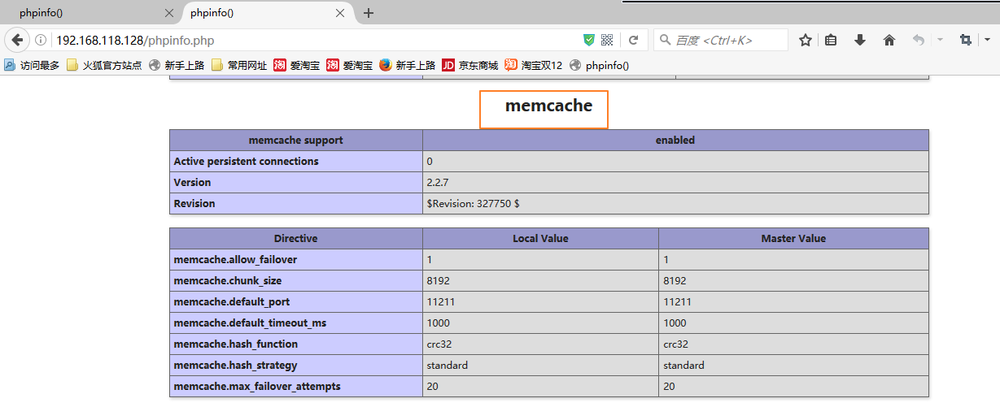 phpinfo()
phpinfo()
192.168.118.128/phpinfo.php
百度 <Ctrl+K>
访问最多 火狐官方站点 新手上路 常用网址 淘 爱淘宝 淘 爱淘宝 新手上路 JD 京东商城 淘 淘宝双12 phpinfo()
memcache
memcache support enabled
Active persistent connections 0
Version 2.2.7
Revision $Revision: 327750 $
Directive Local Value Master Value
memcache.allow_failover 1 1
memcache.chunk_size 8192 8192
memcache.default_port 11211 11211
memcache.default_timeout_ms 1000 1000
memcache.hash_function crc32 crc32
memcache.hash_strategy standard standard
memcache.max_failover_attempts 20 20